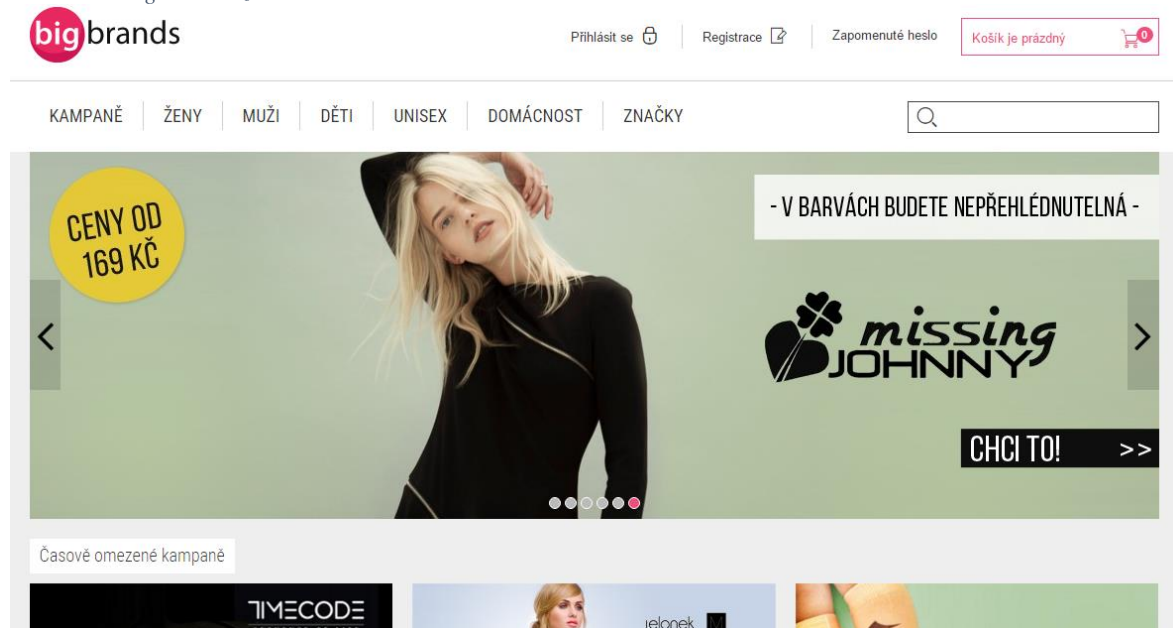 bigbrands
Přihlásit se
Registrace
Zapomenuté heslo
Košík je prázdný
0
KAMPANĚ
ŽENY
MUŽI
DĚTI
UNISEX
DOMÁCNOST
ZNAČKY
CENY OD
169 KČ
- V BARVÁCH BUDETE NEPŘEHLÉDNUTELNÁ -
missing
JOHNNY
CHCI TO! >>
Časově omezené kampaně
TIMECODE
jelonek M